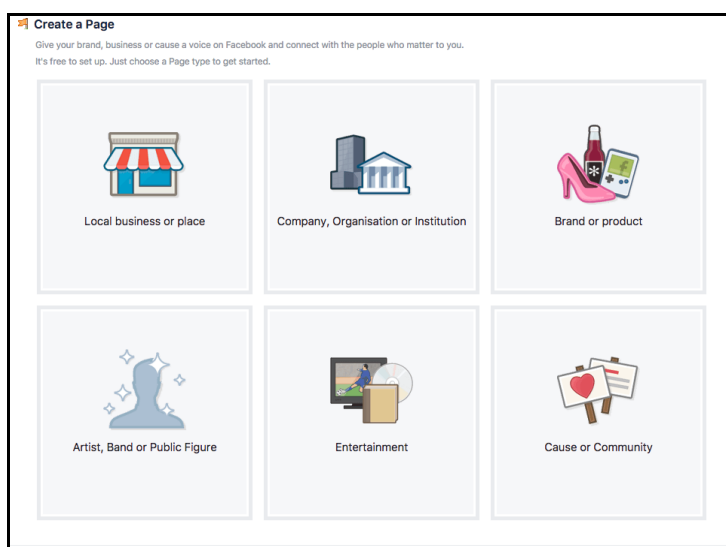 Create a Page
Give your brand, business or cause a voice on Facebook and connect with the people who matter to you.
It's free to set up. Just choose a Page type to get started.
Local business or place
Company, Organisation or Institution
Brand or product
Artist, Band or Public Figure
Entertainment
Cause or Community